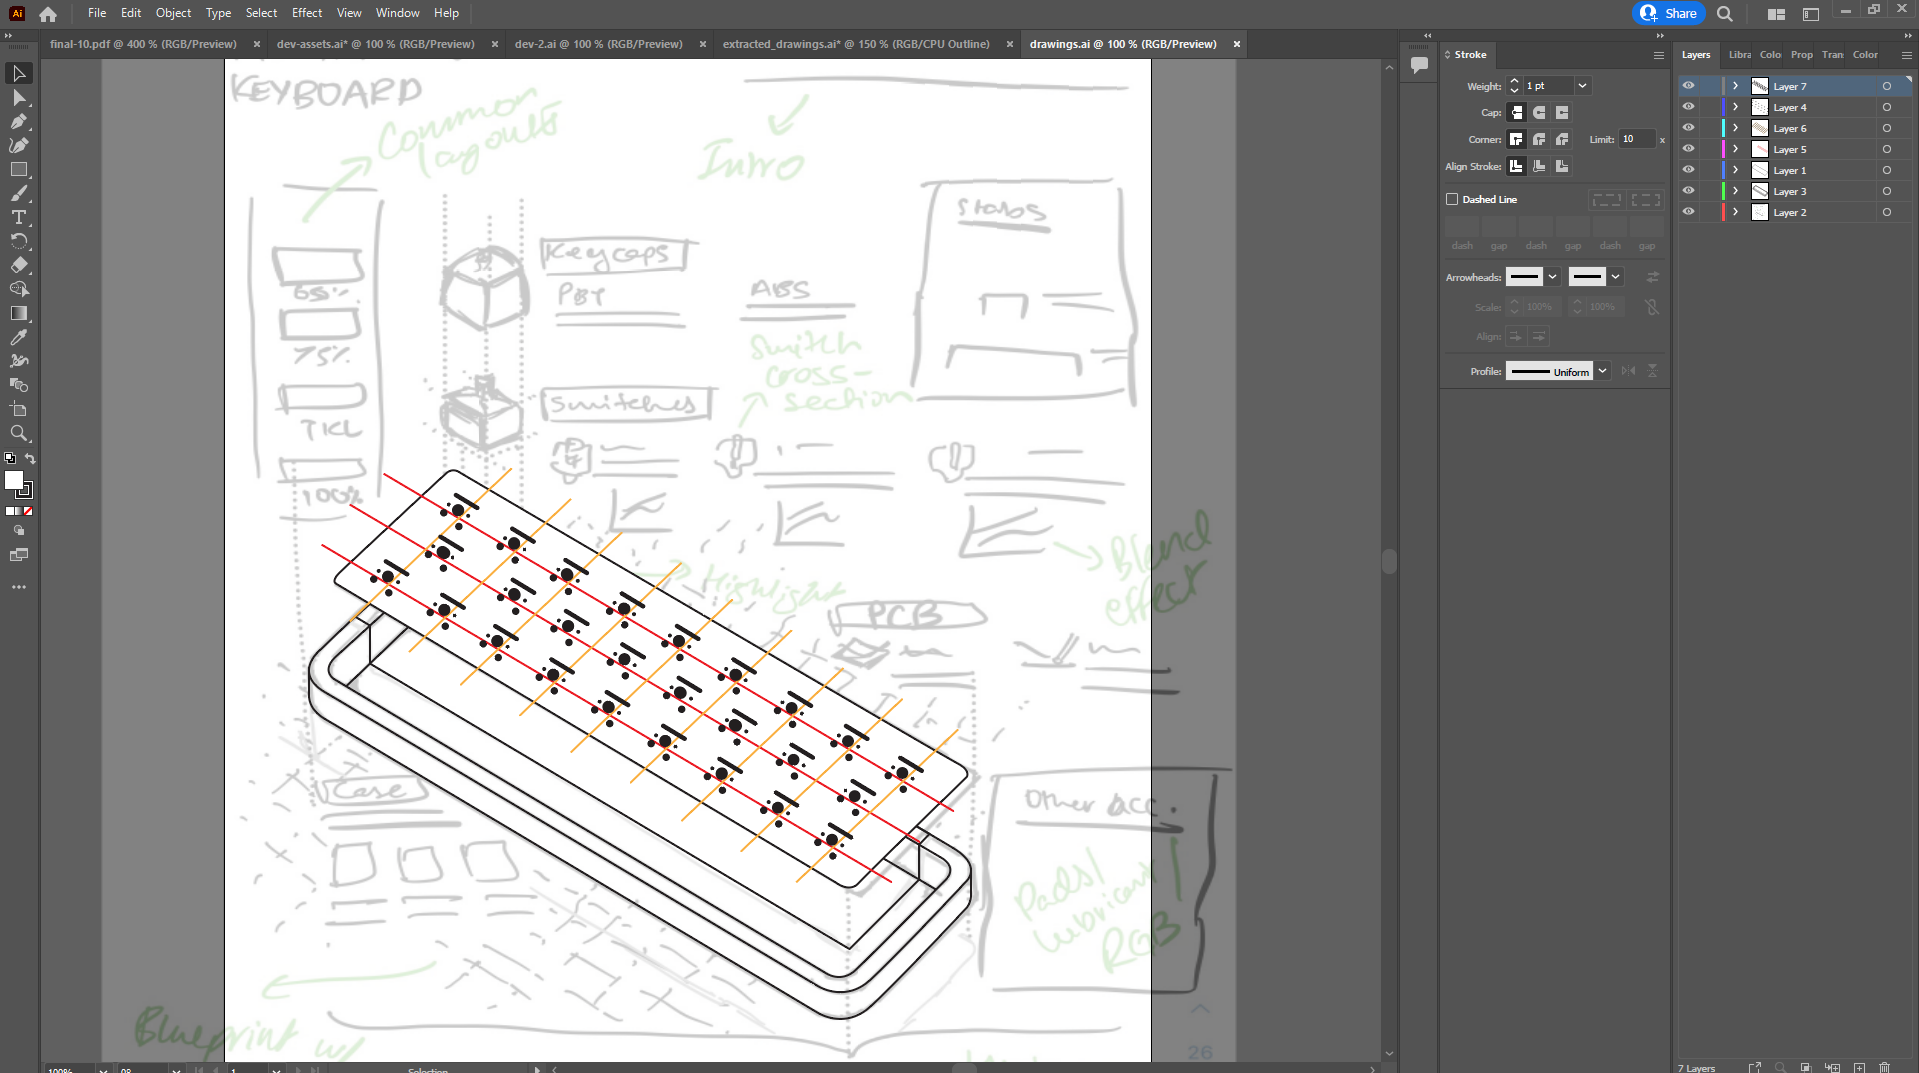 Ai File Edit Object Type Select Effect View Window Help Share
final-10.pdf @ 400 % (RGB/Preview) × dev-assets.ai* @ 100 % (RGB/Preview) × dev-2.ai @ 100 % (RGB/Preview) × extracted_drawings.ai* @ 150 % (RGB/CPU Outline) × drawings.ai @ 100 % (RGB/Preview) ×
KEYBOARD
Common
layouts
Intro
Stabs
Keycaps
PBT
ABS
65%
75%
TKL
100%
Switch
cross-
section
Switches
Blend
effect
Highlight
PCB
Case
Other acc.
Pads/
lubricant/
RGB
Blueprint w/
26
100%
08
1
Selection
Stroke
Weight: 1 pt
Cap:
Corner: Limit: 10 x
Align Stroke:
Dashed Line
dash gap dash gap dash gap
Arrowheads:
Scale: 100% 100%
Align:
Profile: Uniform
Layers Libra Colo Prop Tran Color
Layer 7
Layer 4
Layer 6
Layer 5
Layer 1
Layer 3
Layer 2
7 Layers